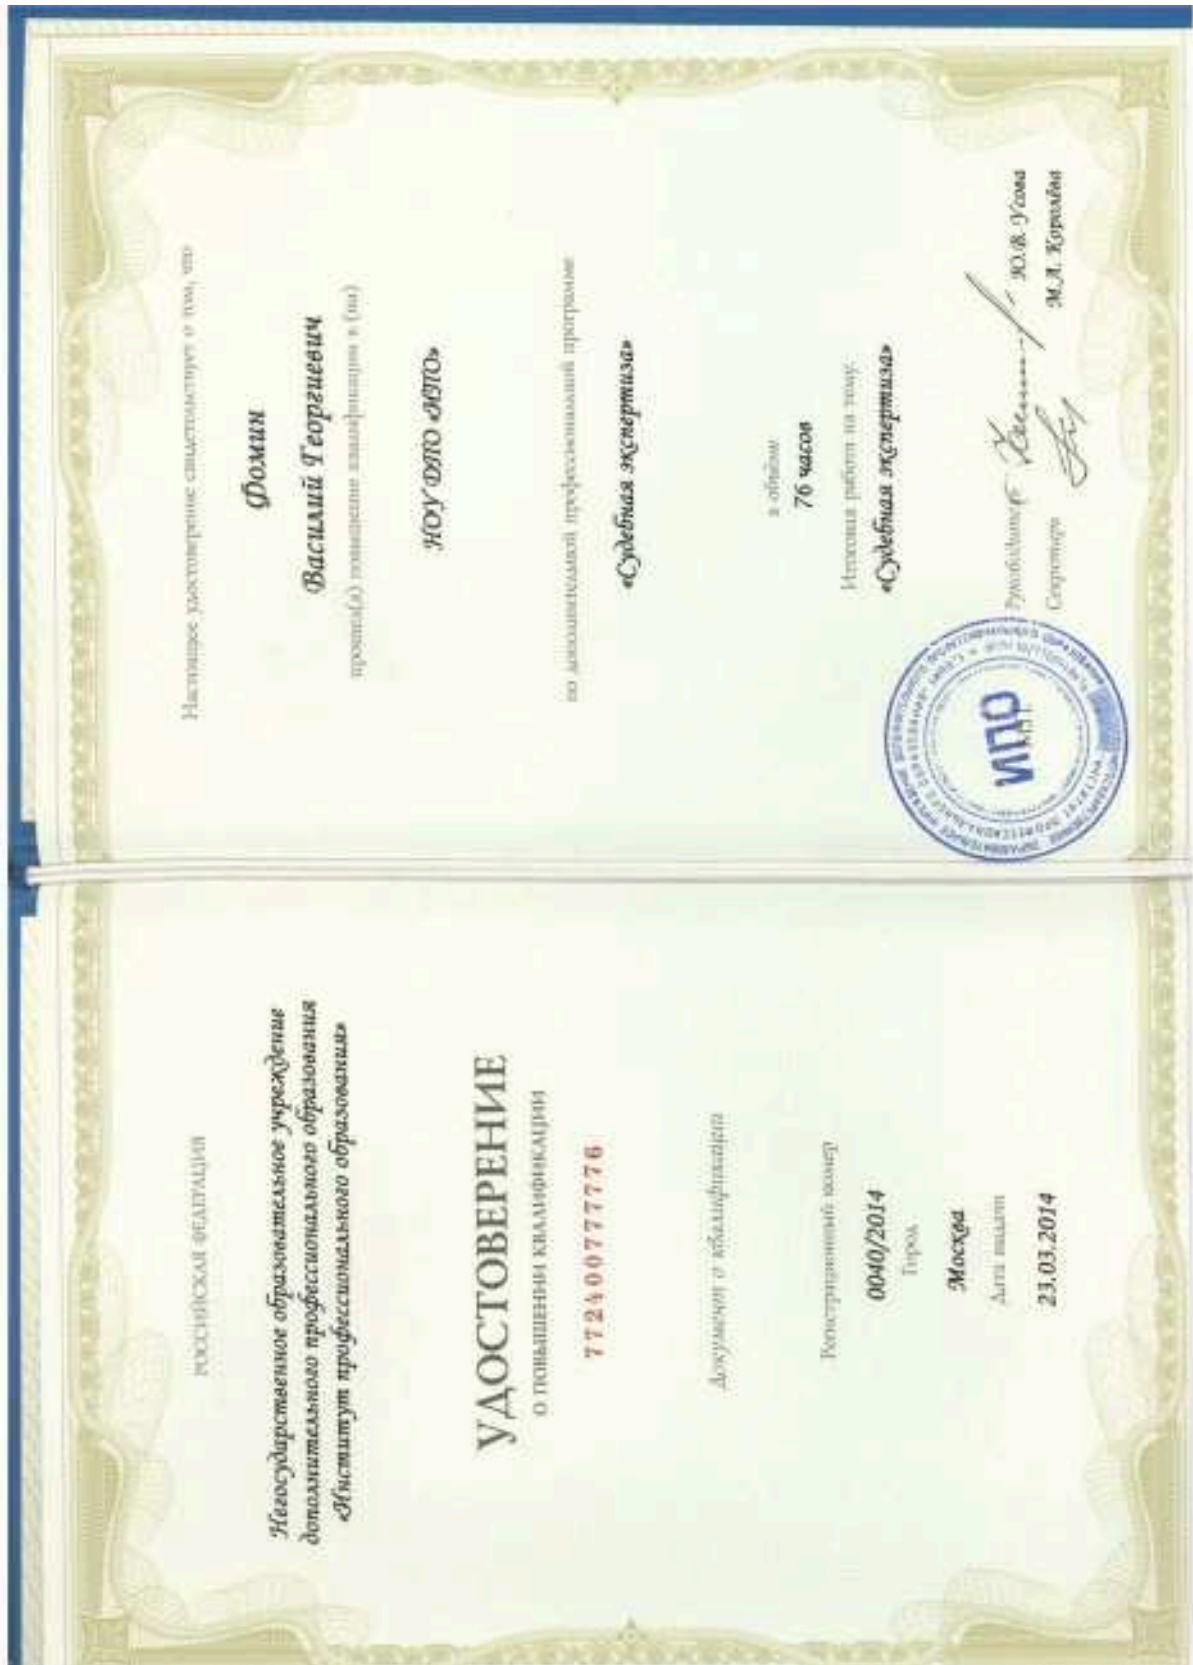 РОССИЙСКАЯ ФЕДЕРАЦИЯ
Негосударственное образовательное учреждение
дополнительного профессионального образования
«Институт профессионального образования»
УДОСТОВЕРЕНИЕ
О ПОВЫШЕНИИ КВАЛИФИКАЦИИ
772400777776
Документ о квалификации
Регистрационный номер
0040/2014
Город
Москва
Дата выдачи
23.03.2014
Настоящее удостоверение свидетельствует о том, что
Фомин
Василий Георгиевич
прошел(а) повышение квалификации в (на)
НОУ ДПО «ИПО»
по дополнительной профессиональной программе
«Судебная экспертиза»
в объёме
76 часов
Итоговая работа на тему:
«Судебная экспертиза»
Руководитель Ю.В. Усова
Секретарь М.А. Королёва
ИПО